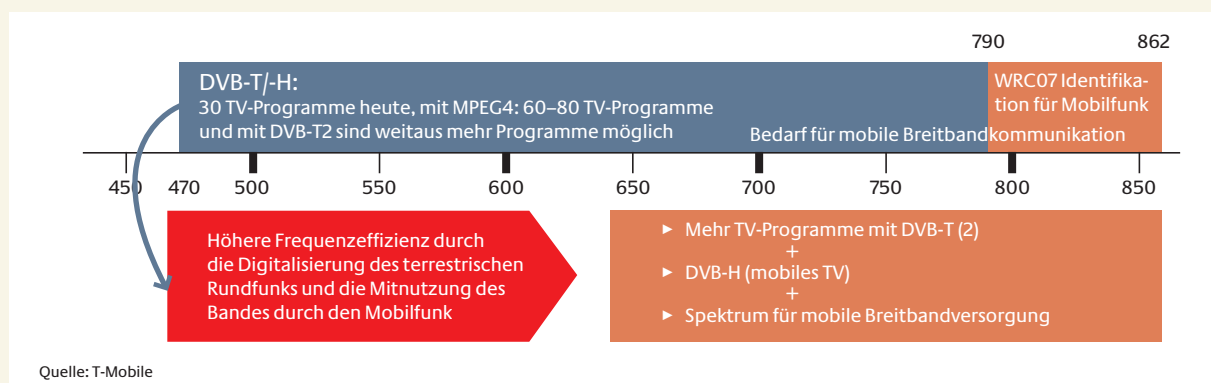 790 862
DVB-T/-H:
30 TV-Programme heute, mit MPEG4: 60–80 TV-Programme
und mit DVB-T2 sind weitaus mehr Programme möglich
WRC07 Identifika-
tion für Mobilfunk
Bedarf für mobile Breitbandkommunikation
450 470 500 550 600 650 700 750 800 850
Höhere Frequenzeffizienz durch
die Digitalisierung des terrestrischen
Rundfunks und die Mitnutzung des
Bandes durch den Mobilfunk
► Mehr TV-Programme mit DVB-T (2)
+
► DVB-H (mobiles TV)
+
► Spektrum für mobile Breitbandversorgung
Quelle: T-Mobile